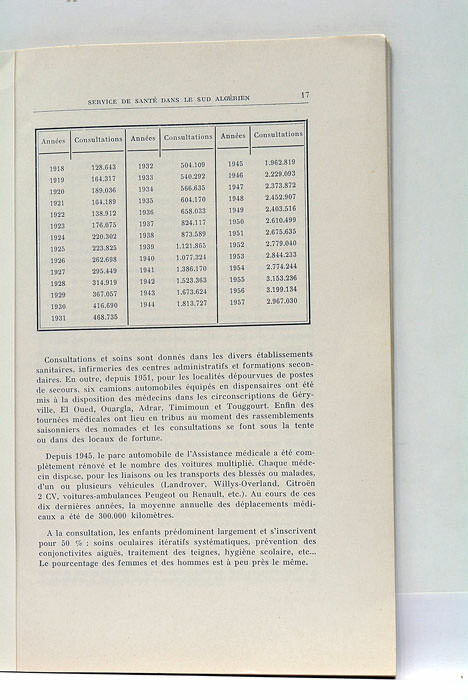 SERVICE DE SANTÉ DANS LE SUD ALGÉRIEN 17
Années Consultations Années Consultations Années Consultations
1918 128.643 1932 504.109 1945 1.962.819
1919 164.317 1933 540.292 1946 2.229.093
1920 189.036 1934 566.635 1947 2.373.872
1921 164.189 1935 604.170 1948 2.452.907
1922 138.912 1936 658.033 1949 2.403.516
1923 176.075 1937 824.117 1950 2.610.499
1924 220.302 1938 873.589 1951 2.675.635
1925 223.825 1939 1.121.865 1952 2.779.040
1926 262.698 1940 1.077.324 1953 2.844.233
1927 295.449 1941 1.386.170 1954 2.774.244
1928 314.919 1942 1.523.363 1955 3.153.236
1929 367.057 1943 1.673.624 1956 3.199.134
1930 416.690 1944 1.813.727 1957 2.967.030
1931 468.735
Consultations et soins sont donnés dans les divers établissements
sanitaires, infirmeries des centres administratifs et formations secon-
daires. En outre, depuis 1951, pour les localités dépourvues de postes
de secours, six camions automobiles équipés en dispensaires ont été
mis à la disposition des médecins dans les circonscriptions de Géry-
ville, El Oued, Ouargla, Adrar, Timimoun et Touggourt. Enfin des
tournées médicales ont lieu en tribus au moment des rassemblements
saisonniers des nomades et les consultations se font sous la tente
ou dans des locaux de fortune.
Depuis 1945, le parc automobile de l'Assistance médicale a été com-
plètement rénové et le nombre des voitures multiplié. Chaque méde-
cin dispose, pour les liaisons ou les transports des blessés ou malades,
d'un ou plusieurs véhicules (Landrover, Willys-Overland, Citroën
2 CV, voitures-ambulances Peugeot ou Renault, etc.). Au cours de ces
dix dernières années, la moyenne annuelle des déplacements médi-
caux a été de 300.000 kilomètres.
A la consultation, les enfants prédominent largement et s'inscrivent
pour 50 % : soins oculaires itératifs systématiques, prévention des
conjonctivites aiguës, traitement des teignes, hygiène scolaire, etc...
Le pourcentage des femmes et des hommes est à peu près le même.